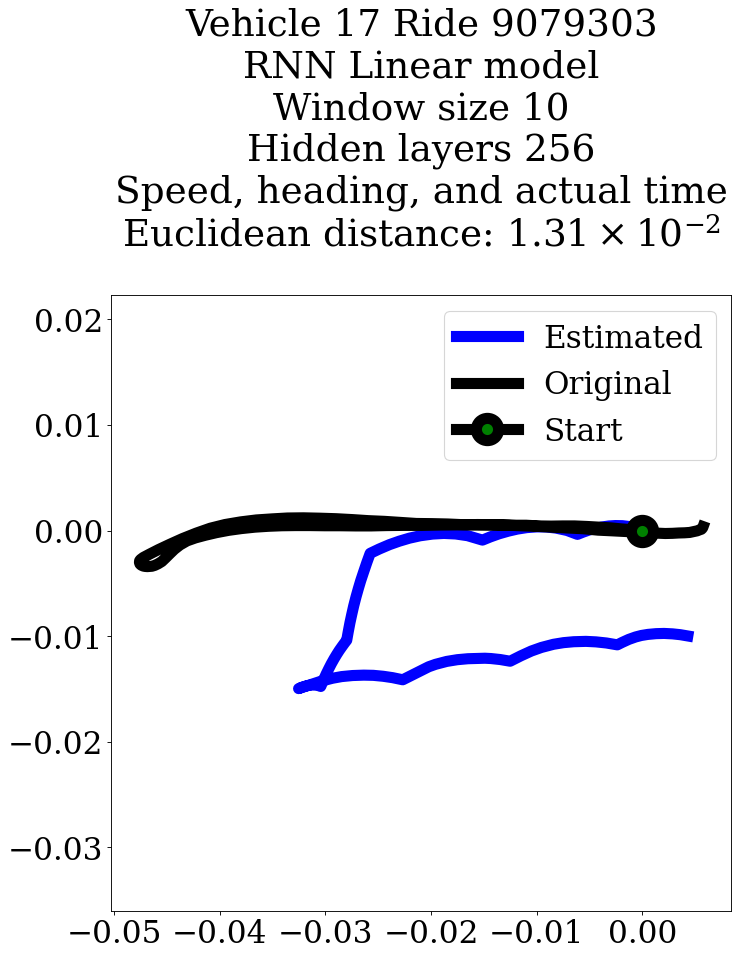 Vehicle 17 Ride 9079303
RNN Linear model
Window size 10
Hidden layers 256
Speed, heading, and actual time
Euclidean distance: 1.31 × 10⁻²
Estimated
Original
Start
0.02
0.01
0.00
−0.01
−0.02
−0.03
−0.05 −0.04 −0.03 −0.02 −0.01 0.00